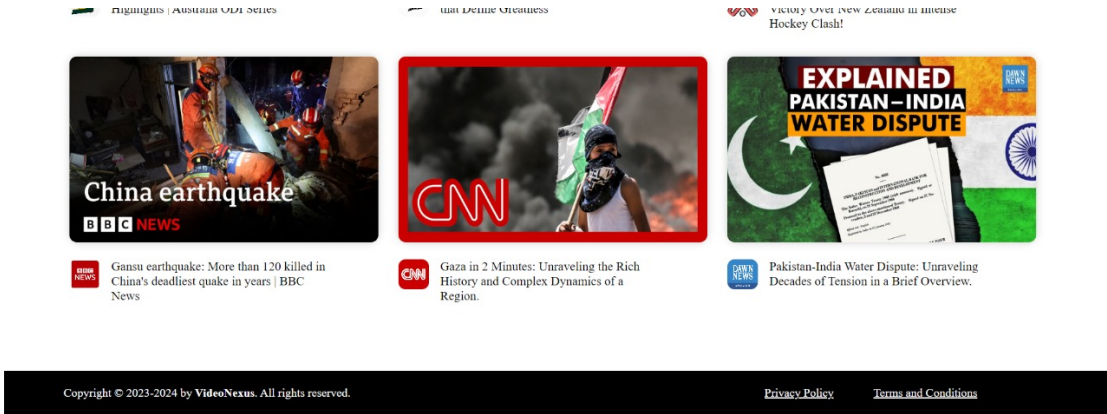 Highlights | Australia ODI Series
that Define Greatness
Victory Over New Zealand in Intense
Hockey Clash!
China earthquake
BBC NEWS
CNN
EXPLAINED
PAKISTAN–INDIA
WATER DISPUTE
DAWN
NEWS
BBC
NEWS
Gansu earthquake: More than 120 killed in
China's deadliest quake in years | BBC
News
CNN
Gaza in 2 Minutes: Unraveling the Rich
History and Complex Dynamics of a
Region.
DAWN
NEWS
Pakistan-India Water Dispute: Unraveling
Decades of Tension in a Brief Overview.
Copyright © 2023-2024 by VideoNexus. All rights reserved.
Privacy Policy
Terms and Conditions